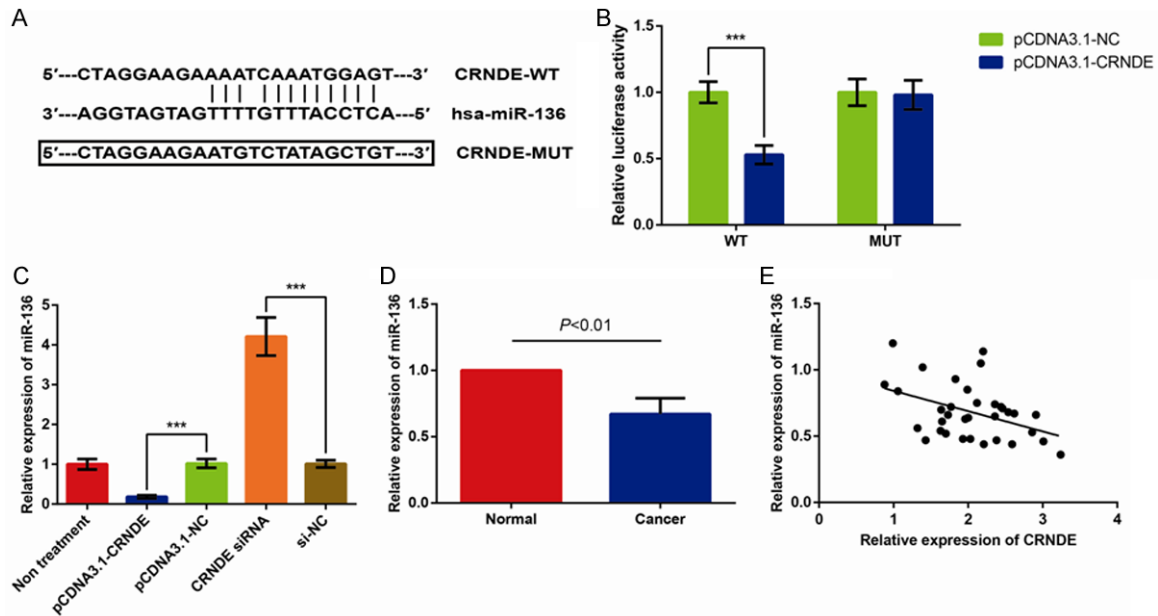 A
5′---CTAGGAAGAAAATCAAATGGAGT---3′ CRNDE-WT
3′---AGGTAGTAGTTTTGTTTACCTCA---5′ hsa-miR-136
5′---CTAGGAAGAATGTCTATAGCTGT---3′ CRNDE-MUT
B
Relative luciferase activity
1.5
1.0
0.5
0.0
***
WT
MUT
pCDNA3.1-NC
pCDNA3.1-CRNDE
C
Relative expression of miR-136
5
4
3
2
1
0
***
***
Non treatment
pCDNA3.1-CRNDE
pCDNA3.1-NC
CRNDE siRNA
si-NC
D
Relative expression of miR-136
1.5
1.0
0.5
0.0
P<0.01
Normal
Cancer
E
Relative expression of miR-136
1.5
1.0
0.5
0.0
0
1
2
3
4
Relative expression of CRNDE